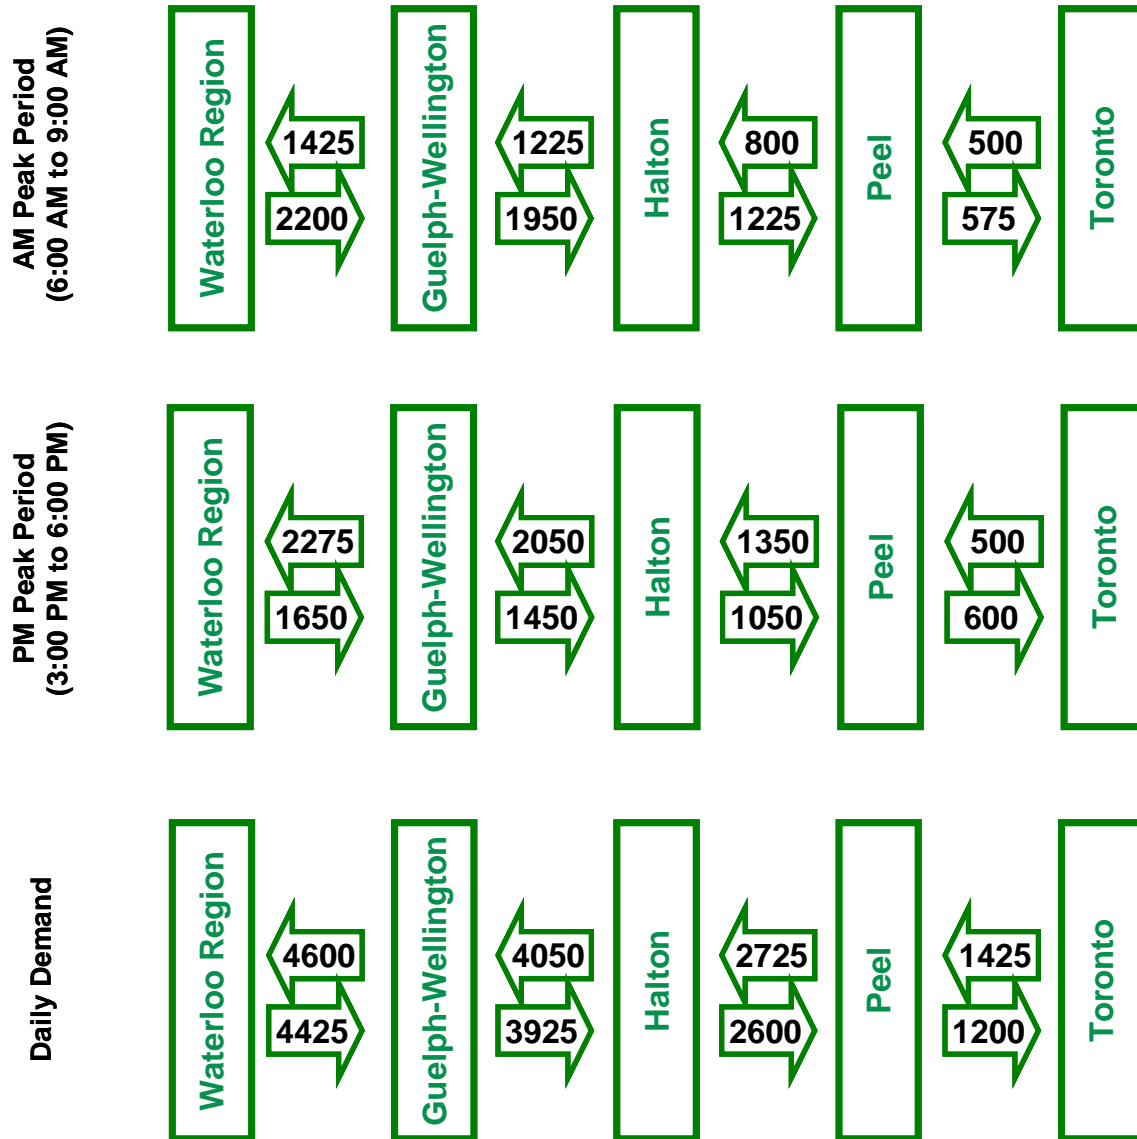 AM Peak Period
(6:00 AM to 9:00 AM)
Waterloo Region
1425
2200
Guelph-Wellington
1225
1950
Halton
800
1225
Peel
500
575
Toronto
PM Peak Period
(3:00 PM to 6:00 PM)
Waterloo Region
2275
1650
Guelph-Wellington
2050
1450
Halton
1350
1050
Peel
500
600
Toronto
Daily Demand
Waterloo Region
4600
4425
Guelph-Wellington
4050
3925
Halton
2725
2600
Peel
1425
1200
Toronto